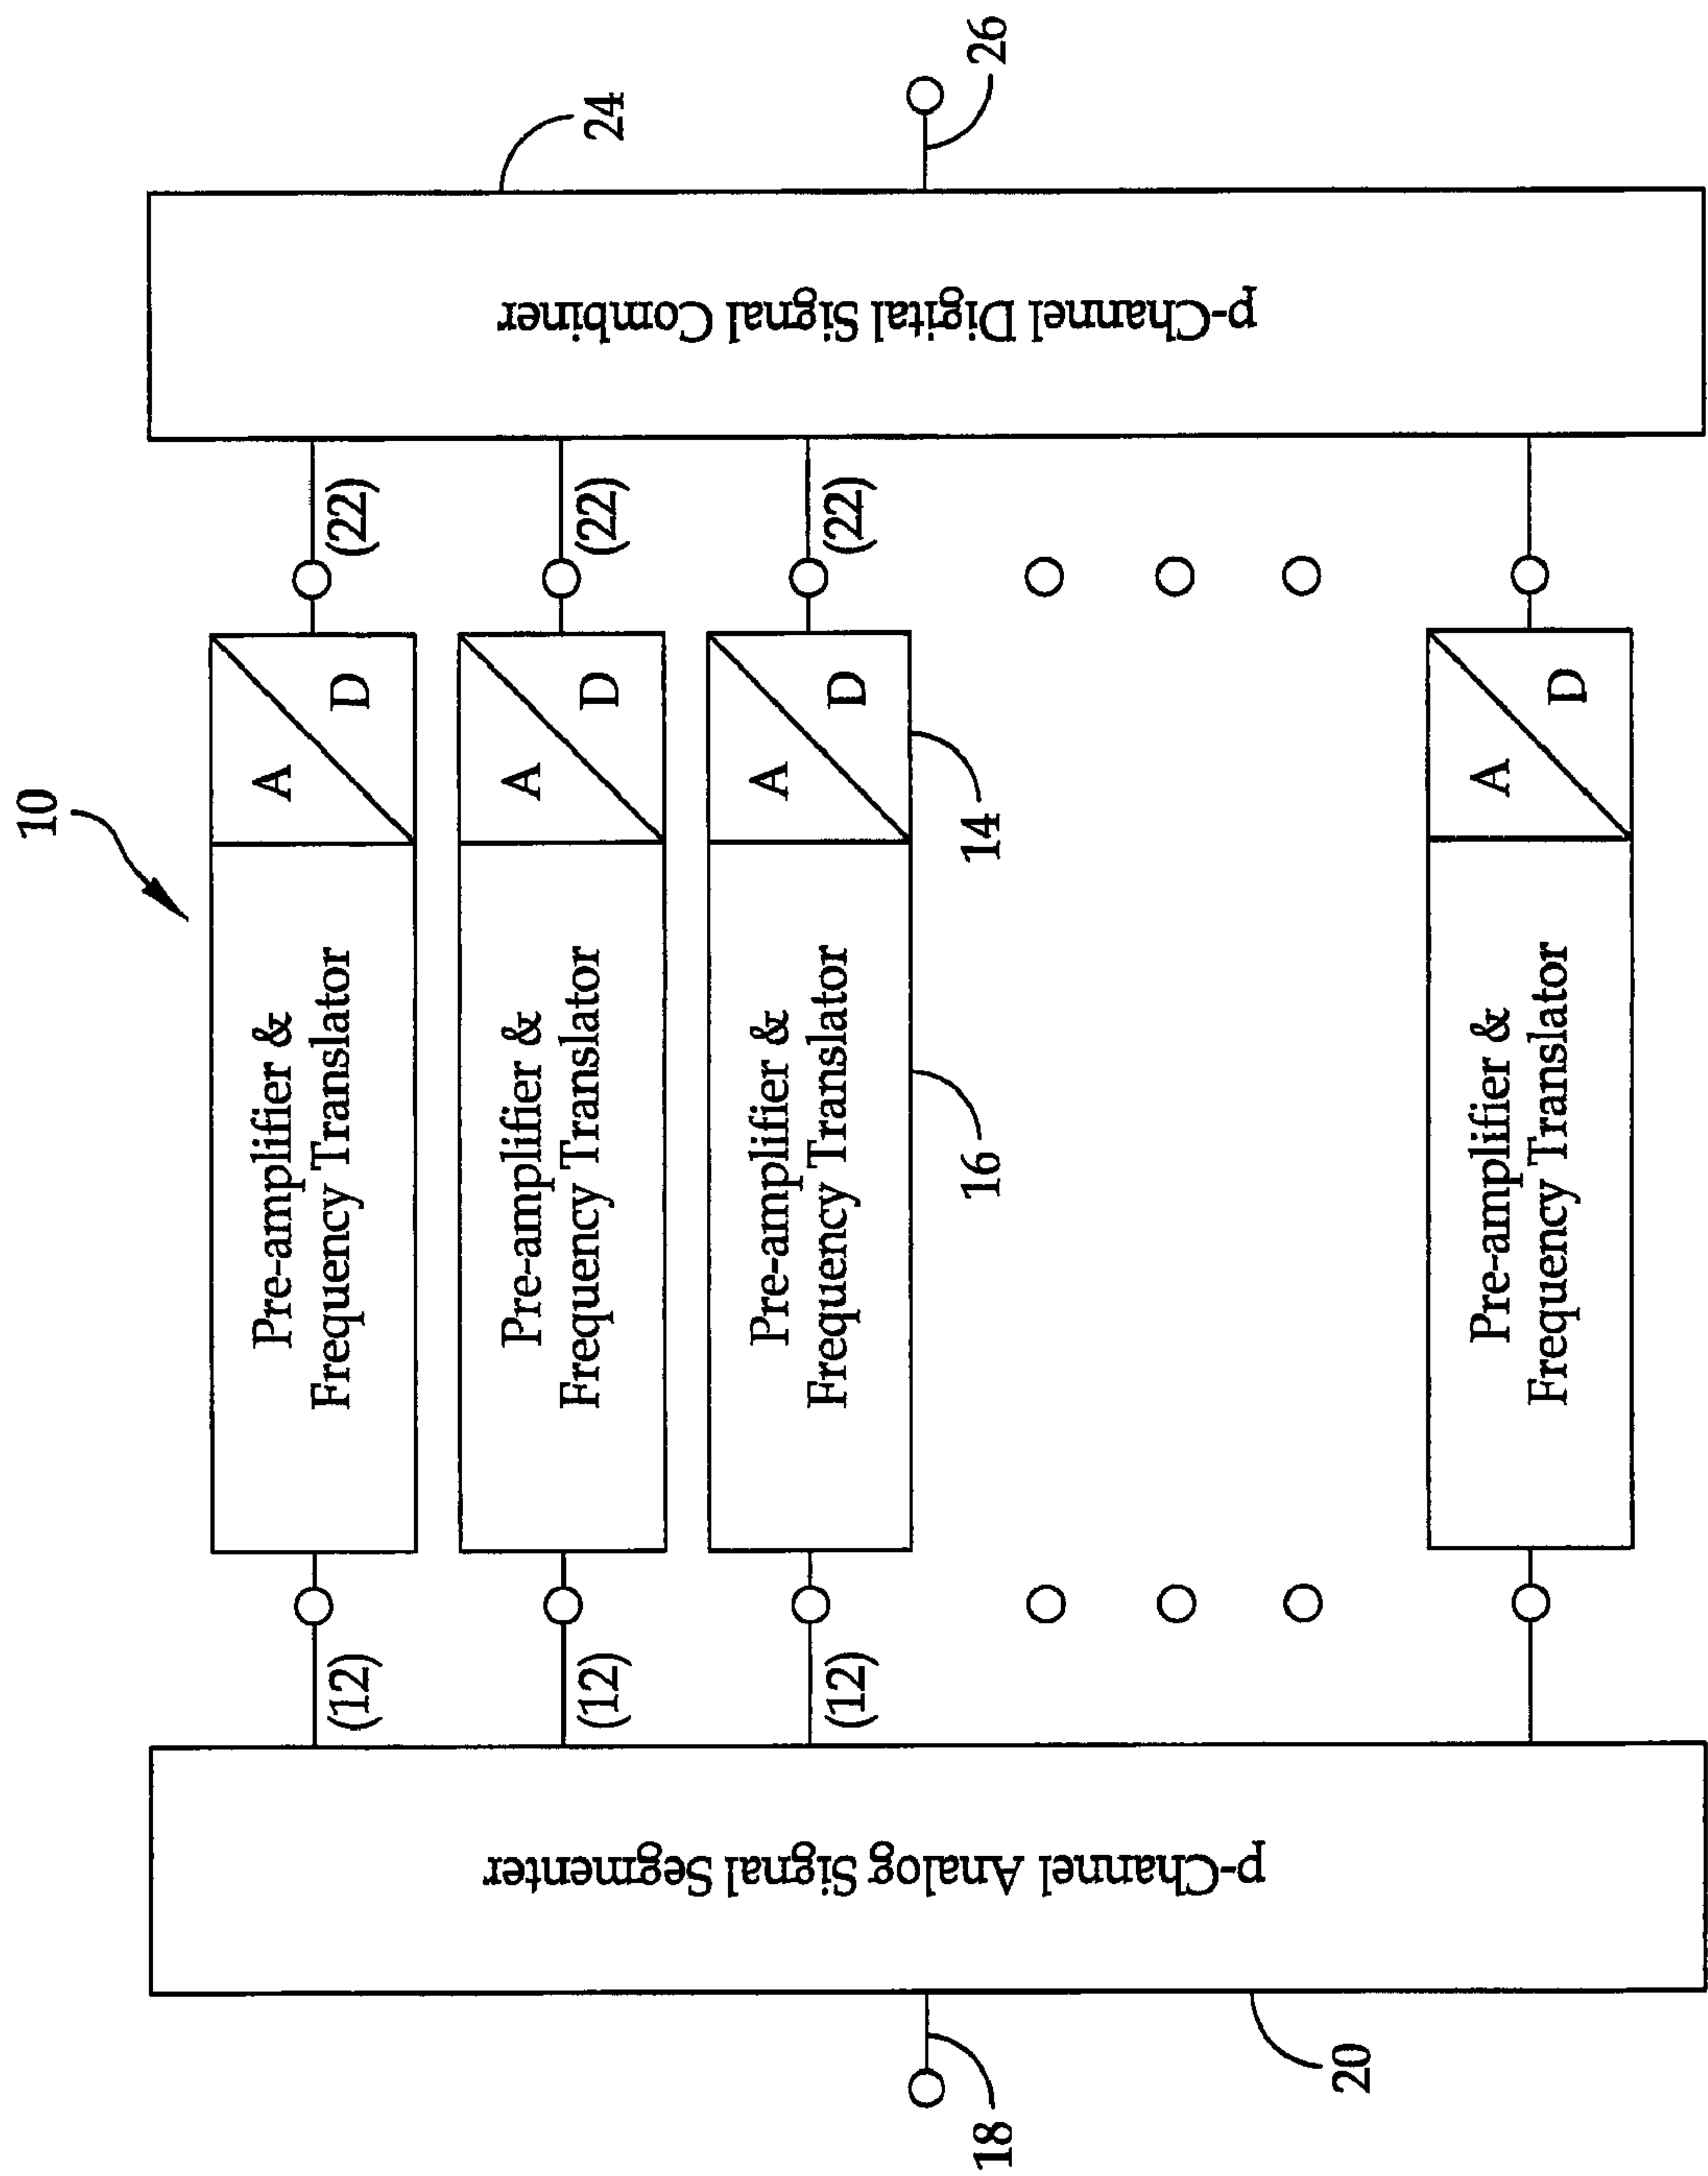 10
24
26
p-Channel Analog Signal Segmenter
p-Channel Digital Signal Combiner
(12)
Pre-amplifier &
Frequency Translator
A
D
(22)
(12)
Pre-amplifier &
Frequency Translator
A
D
(22)
(12)
Pre-amplifier &
Frequency Translator
A
D
(22)
18
16
14
Pre-amplifier &
Frequency Translator
A
D
20